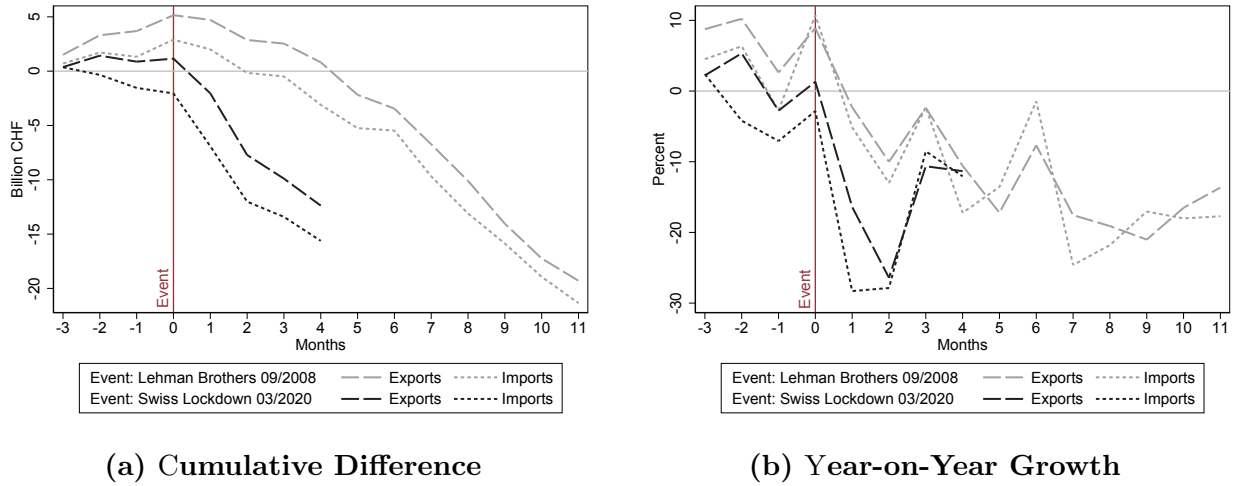 5
0
-5
-10
-15
-20
Billion CHF
Event
-3 -2 -1 0 1 2 3 4 5 6 7 8 9 10 11
Months
Event: Lehman Brothers 09/2008 Exports Imports
Event: Swiss Lockdown 03/2020 Exports Imports
(a) Cumulative Difference
10
0
-10
-20
-30
Percent
Event
-3 -2 -1 0 1 2 3 4 5 6 7 8 9 10 11
Months
Event: Lehman Brothers 09/2008 Exports Imports
Event: Swiss Lockdown 03/2020 Exports Imports
(b) Year-on-Year Growth